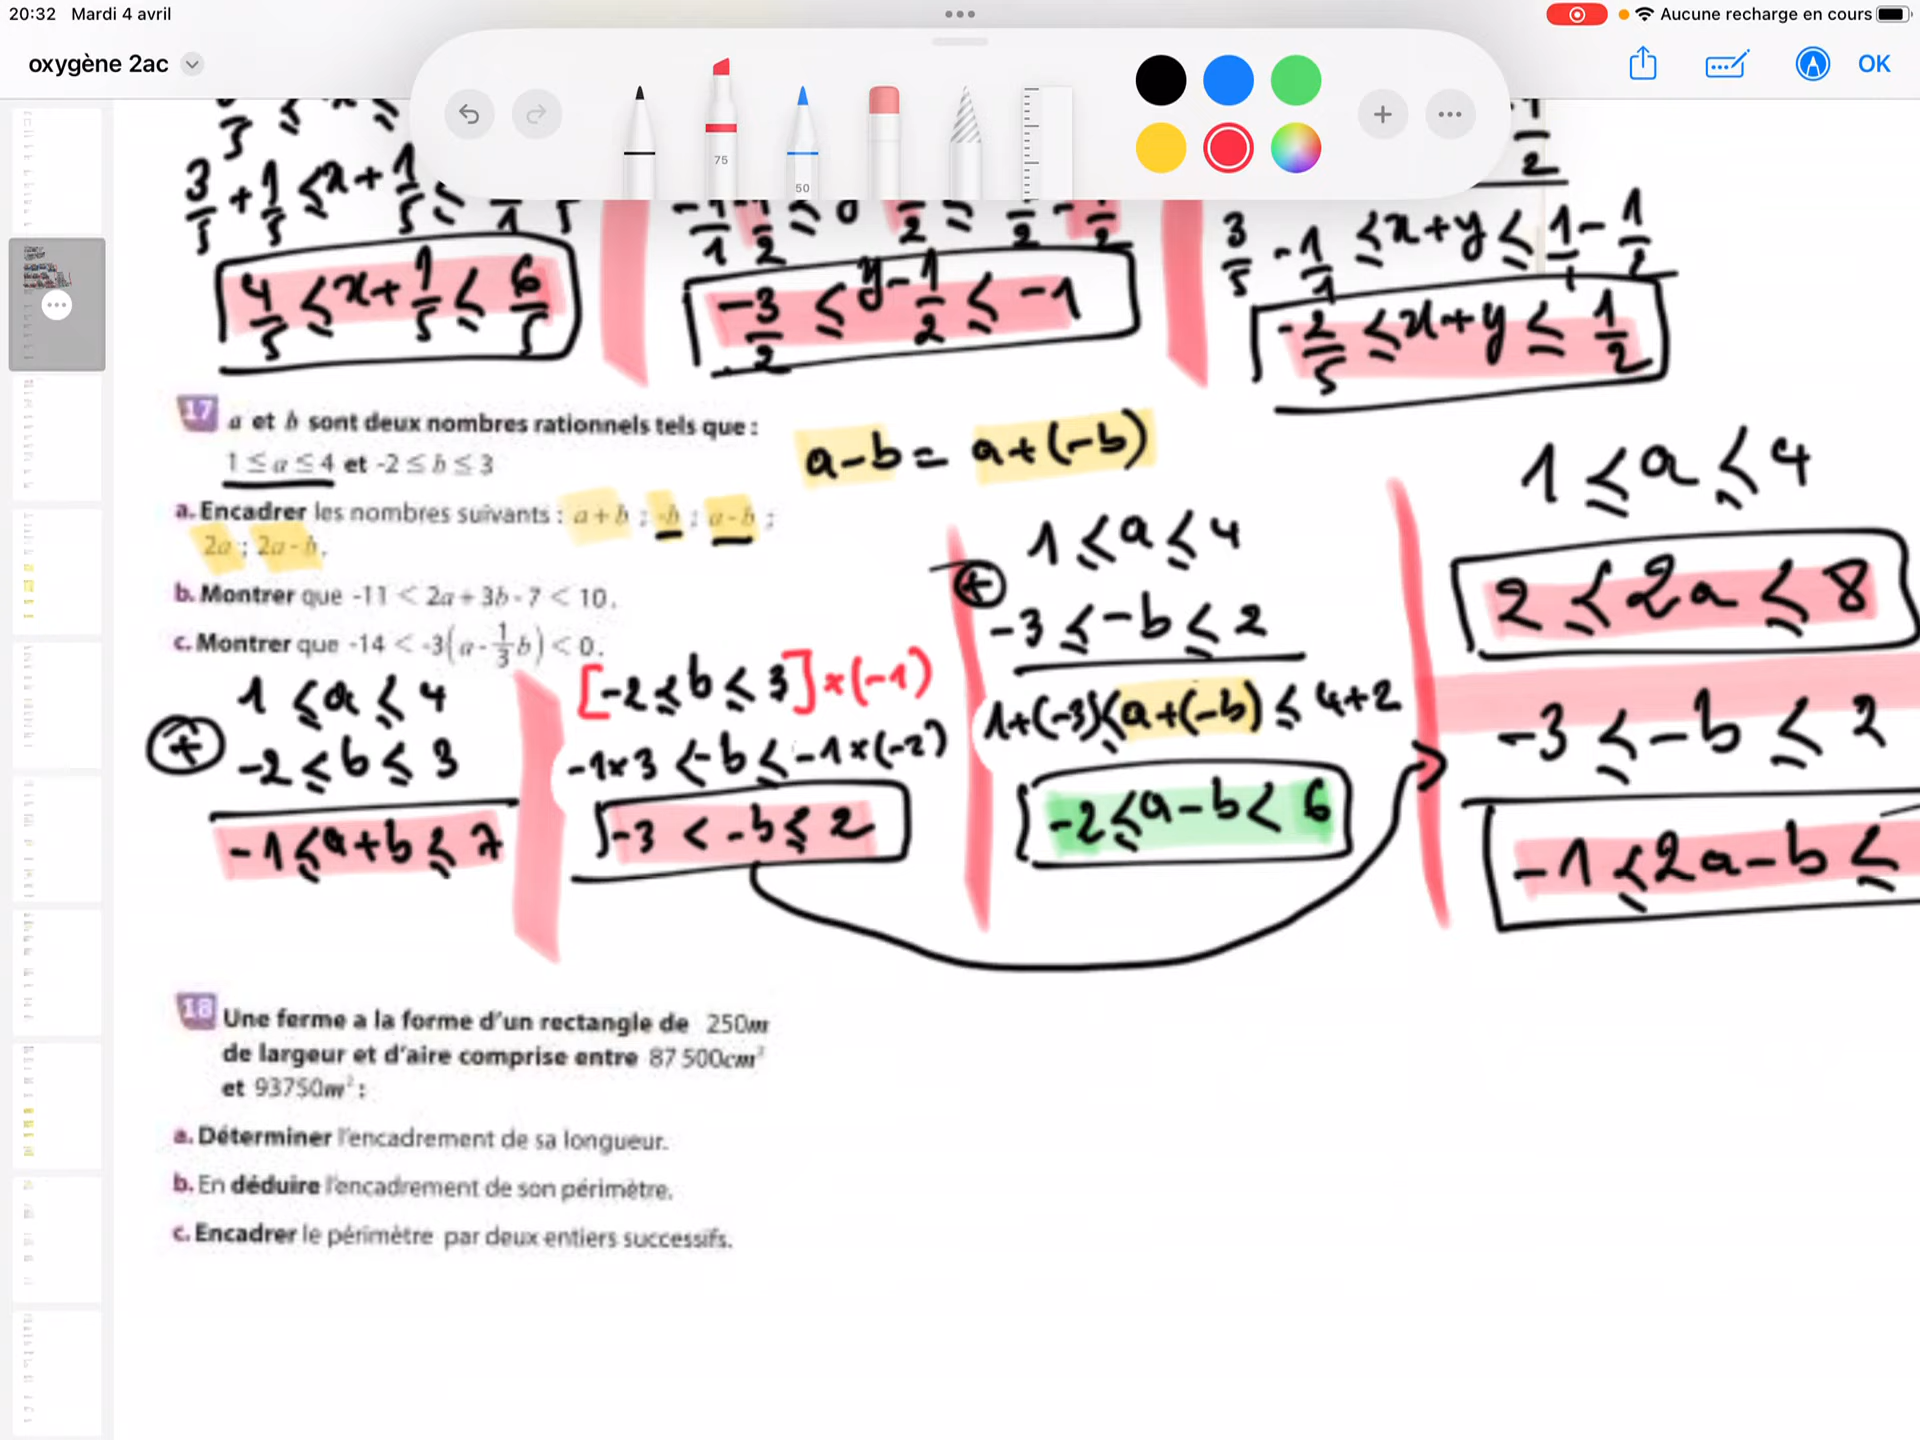 20:32 Mardi 4 avril
Aucune recharge en cours
oxygène 2ac
OK
75
50
3/5 + 1/5 ≤ x + 1/5 ≤
3/5 - 1/1 ≤ x + y ≤ 1/1 - 1/2
4/5 ≤ x + 1/5 ≤ 6/5
-3/2 ≤ y - 1/2 ≤ -1
-2/5 ≤ x + y ≤ 1/2
17 a et b sont deux nombres rationnels tels que :
1 ≤ a ≤ 4 et -2 ≤ b ≤ 3
a - b = a + (-b)
a. Encadrer les nombres suivants : a + b ; -b ; a - b ;
2a ; 2a - b.
b. Montrer que -11 < 2a + 3b - 7 < 10.
c. Montrer que -14 < -3(a - 1/3 b) < 0.
1 ≤ a ≤ 4
-2 ≤ b ≤ 3
+
-1 ≤ a + b ≤ 7
[-2 ≤ b ≤ 3] × (-1)
-1×3 ≤ -b ≤ -1×(-2)
-3 < -b ≤ 2
1 ≤ a ≤ 4
+
-3 ≤ -b ≤ 2
1+(-3) ≤ a+(-b) ≤ 4+2
-2 ≤ a - b < 6
1 ≤ a ≤ 4
2 ≤ 2a ≤ 8
-3 ≤ -b ≤ 2
-1 ≤ 2a - b ≤
18 Une ferme a la forme d'un rectangle de 250m
de largeur et d'aire comprise entre 87 500cm²
et 93750m² :
a. Déterminer l'encadrement de sa longueur.
b. En déduire l'encadrement de son périmètre.
c. Encadrer le périmètre par deux entiers successifs.